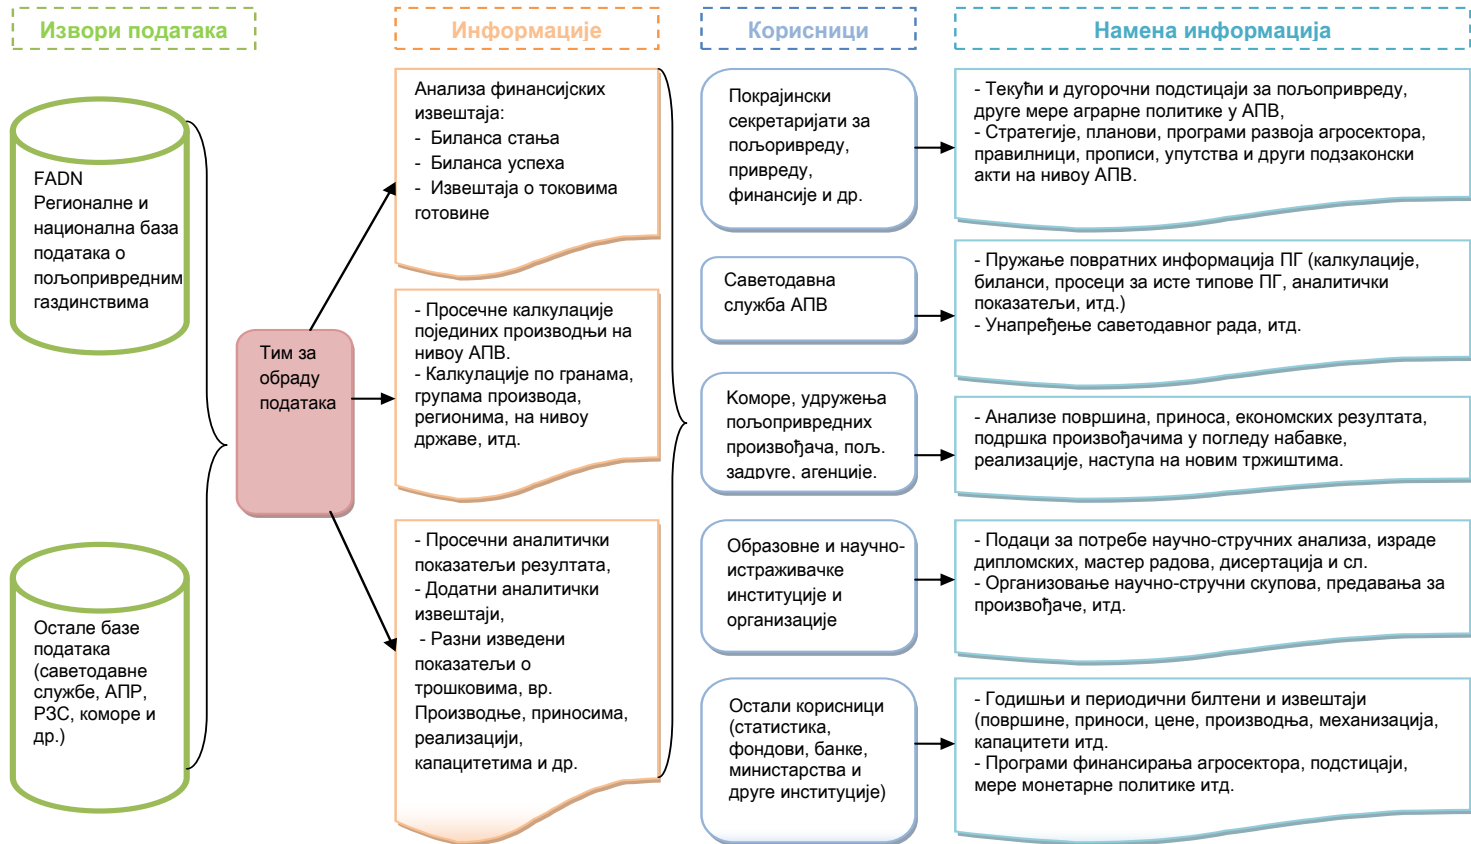 Извори података
Информације
Корисници
Намена информација
FADN
Регионалне и
национална база
података о
пољопривредним
газдинствима
Остале базе
података
(саветодавне
службе, АПР,
РЗС, коморе и
др.)
Тим за
обраду
података
Анализа финансијских
извештаја:
- Биланса стања
- Биланса успеха
- Извештаја о токовима
готовине
- Просечне калкулације
појединих производњи на
нивоу АПВ.
- Калкулације по гранама,
групама производа,
регионима, на нивоу
државе, итд.
- Просечни аналитички
показатељи резултата,
- Додатни аналитички
извештаји,
- Разни изведени
показатељи о
трошковима, вр.
Производње, приносима,
реализацији,
капацитетима и др.
Покрајински
секретаријати за
пољоривреду,
привреду,
финансије и др.
Саветодавна
служба АПВ
Коморе, удружења
пољопривредних
произвођача, пољ.
задруге, агенције.
Образовне и научно-
истраживачке
институције и
организације
Остали корисници
(статистика,
фондови, банке,
министарства и
друге институције)
- Текући и дугорочни подстицаји за пољопривреду,
друге мере аграрне политике у АПВ,
- Стратегије, планови, програми развоја агросектора,
правилници, прописи, упутства и други подзаконски
акти на нивоу АПВ.
- Пружање повратних информација ПГ (калкулације,
биланси, просеци за исте типове ПГ, аналитички
показатељи, итд.)
- Унапређење саветодавног рада, итд.
- Анализе површина, приноса, економских резултата,
подршка произвођачима у погледу набавке,
реализације, наступа на новим тржиштима.
- Подаци за потребе научно-стручних анализа, израде
дипломских, мастер радова, дисертација и сл.
- Организовање научно-стручни скупова, предавања за
произвођаче, итд.
- Годишњи и периодични билтени и извештаји
(површине, приноси, цене, производња, механизација,
капацитети итд.
- Програми финансирања агросектора, подстицаји,
мере монетарне политике итд.